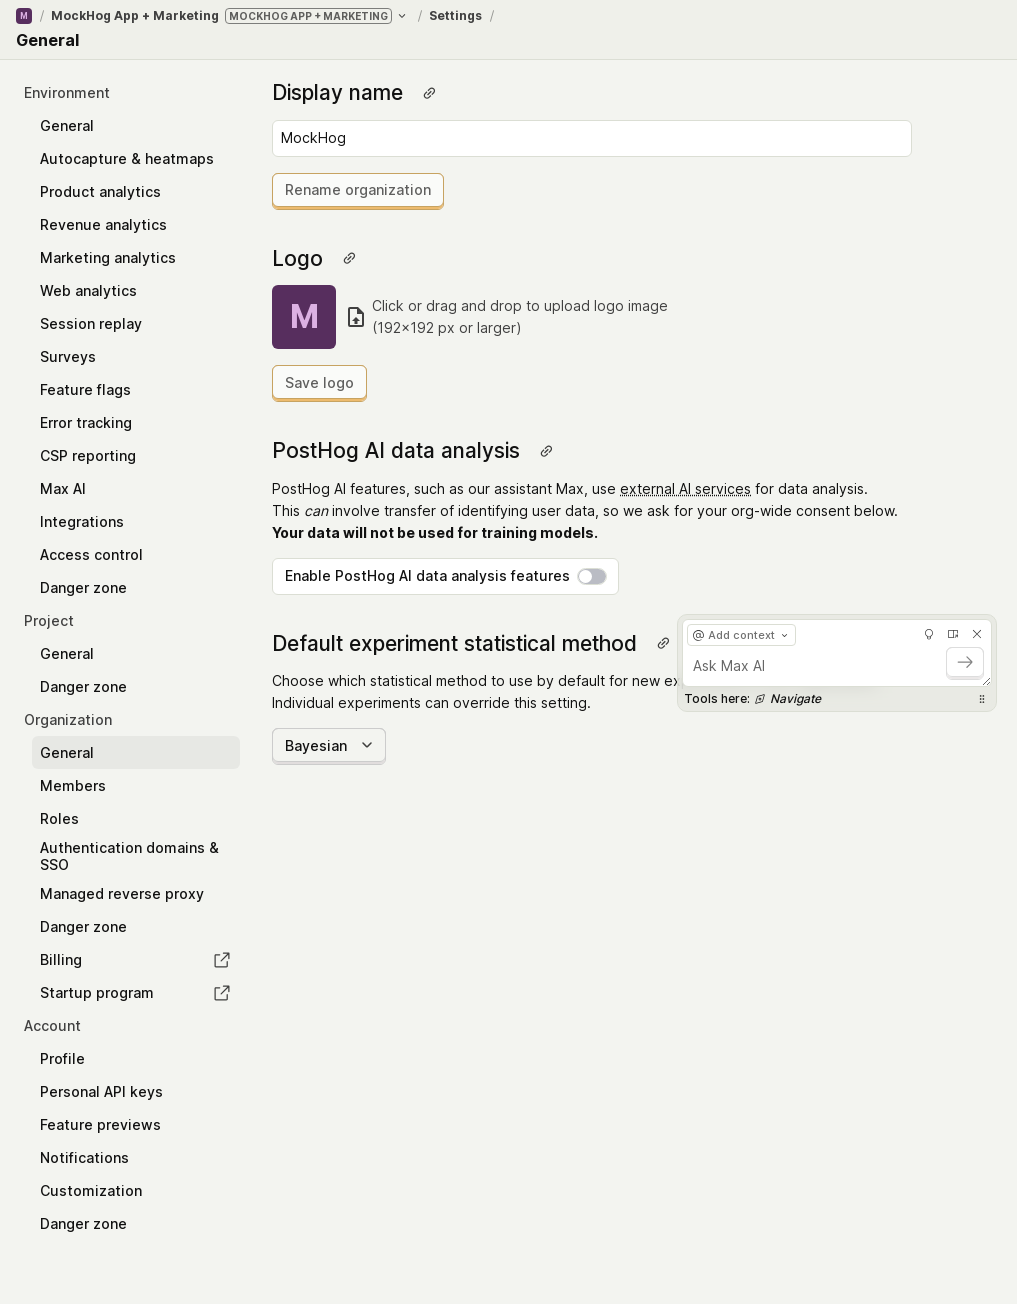 M / MockHog App + Marketing MOCKHOG APP + MARKETING / Settings /
General
Environment
General
Autocapture & heatmaps
Product analytics
Revenue analytics
Marketing analytics
Web analytics
Session replay
Surveys
Feature flags
Error tracking
CSP reporting
Max AI
Integrations
Access control
Danger zone
Project
General
Danger zone
Organization
General
Members
Roles
Authentication domains &
SSO
Managed reverse proxy
Danger zone
Billing
Startup program
Account
Profile
Personal API keys
Feature previews
Notifications
Customization
Danger zone
Display name
MockHog
Rename organization
Logo
M
Click or drag and drop to upload logo image
(192×192 px or larger)
Save logo
PostHog AI data analysis
PostHog AI features, such as our assistant Max, use external AI services for data analysis.
This can involve transfer of identifying user data, so we ask for your org-wide consent below.
Your data will not be used for training models.
Enable PostHog AI data analysis features
Default experiment statistical method
Choose which statistical method to use by default for new
Individual experiments can override this setting.
Bayesian
@ Add context
Ask Max AI
Tools here: Navigate